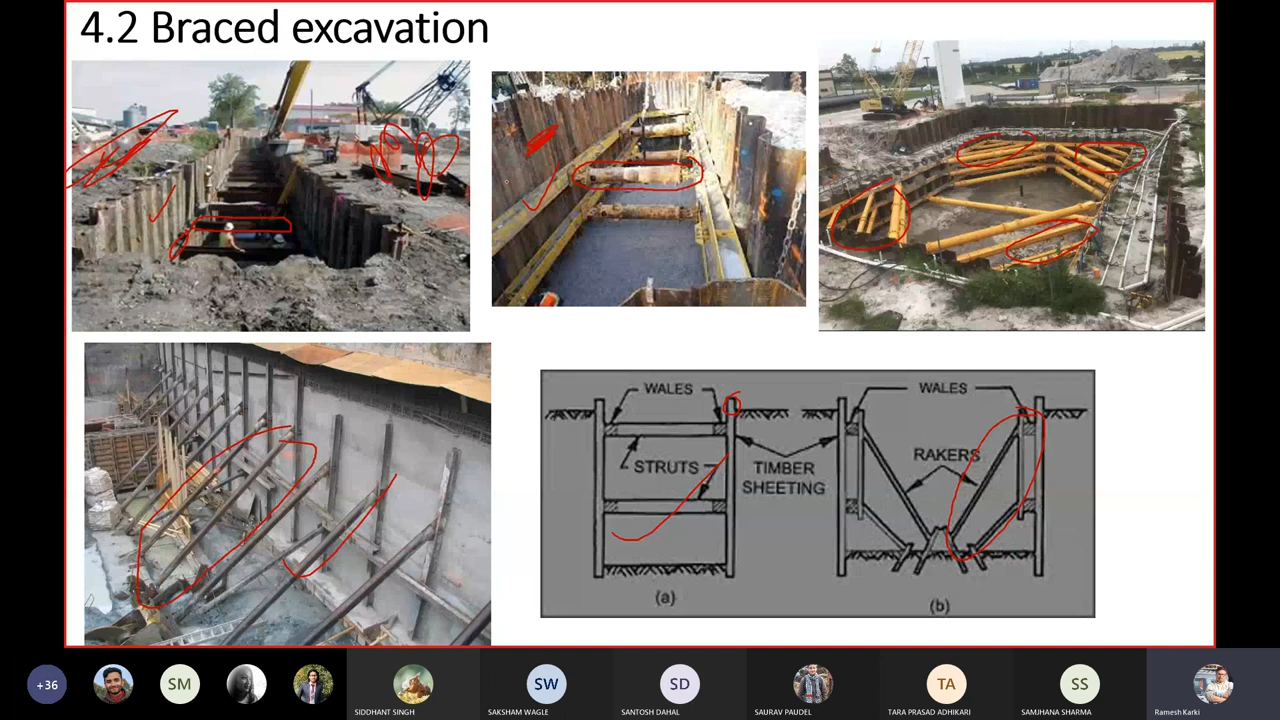 4.2 Braced excavation
WALES
WALES
STRUTS
TIMBER
SHEETING
RAKERS
(a)
(b)
+36
SM
SW
SD
TA
SS
SIDDHANT SINGH
SAKSHAM WAGLE
SANTOSH DAHAL
SAURAV PAUDEL
TARA PRASAD ADHIKARI
SAMJHANA SHARMA
Ramesh Karki